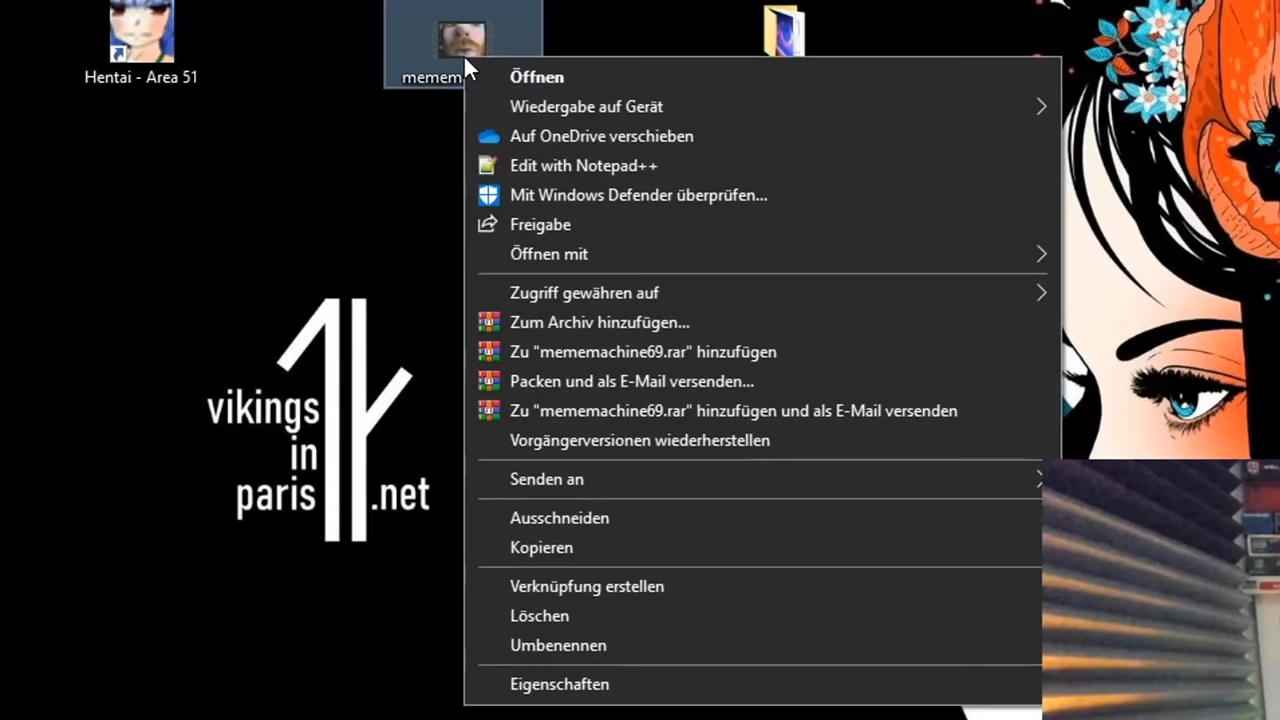 Hentai - Area 51
memem
Öffnen
Wiedergabe auf Gerät
Auf OneDrive verschieben
Edit with Notepad++
Mit Windows Defender überprüfen...
Freigabe
Öffnen mit
Zugriff gewähren auf
Zum Archiv hinzufügen...
Zu "mememachine69.rar" hinzufügen
Packen und als E-Mail versenden...
Zu "mememachine69.rar" hinzufügen und als E-Mail versenden
Vorgängerversionen wiederherstellen
Senden an
Ausschneiden
Kopieren
Verknüpfung erstellen
Löschen
Umbenennen
Eigenschaften
vikings
in
paris .net